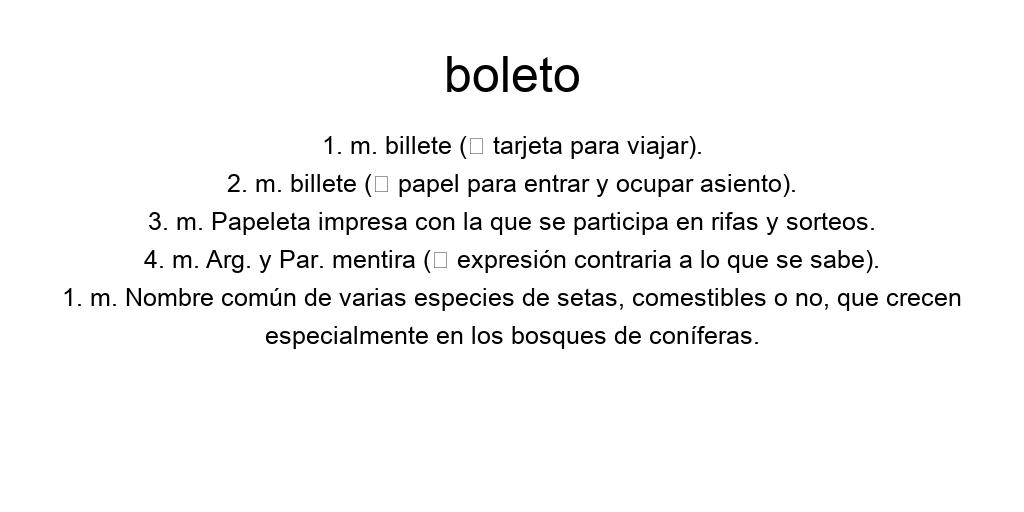 boleto
1. m. billete (□ tarjeta para viajar).
2. m. billete (□ papel para entrar y ocupar asiento).
3. m. Papeleta impresa con la que se participa en rifas y sorteos.
4. m. Arg. y Par. mentira (□ expresión contraria a lo que se sabe).
1. m. Nombre común de varias especies de setas, comestibles o no, que crecen
especialmente en los bosques de coníferas.